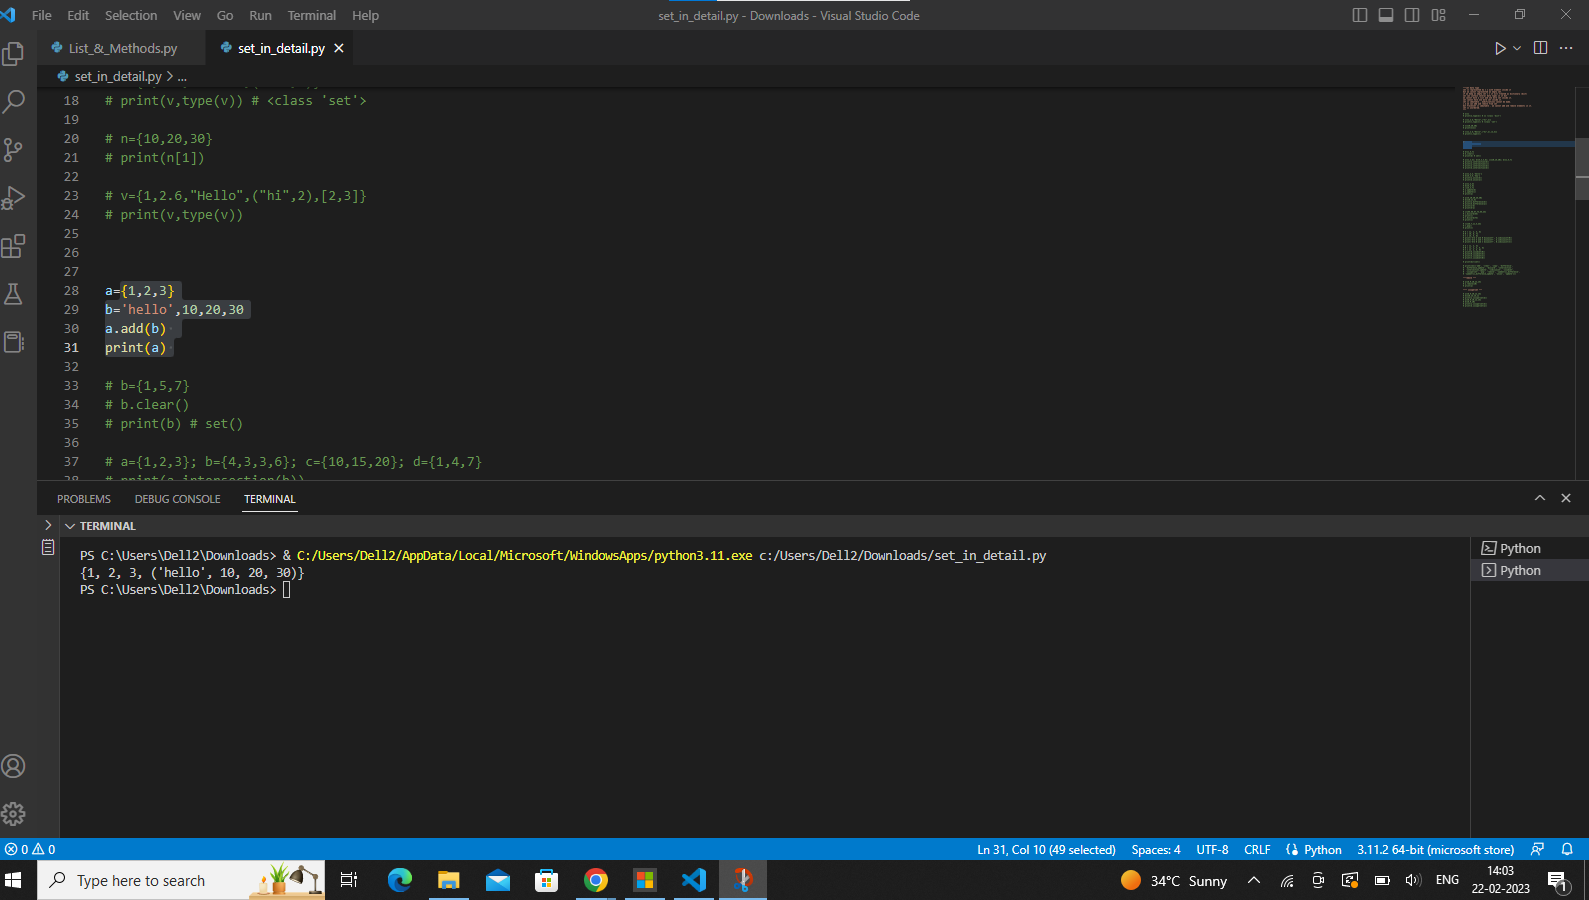 File Edit Selection View Go Run Terminal Help
set_in_detail.py - Downloads - Visual Studio Code
List_&_Methods.py
set_in_detail.py
set_in_detail.py > ...
18 # print(v,type(v)) # <class 'set'>
19
20 # n={10,20,30}
21 # print(n[1])
22
23 # v={1,2.6,"Hello",("hi",2),[2,3]}
24 # print(v,type(v))
25
26
27
28 a={1,2,3}
29 b='hello',10,20,30
30 a.add(b)
31 print(a)
32
33 # b={1,5,7}
34 # b.clear()
35 # print(b) # set()
36
37 # a={1,2,3}; b={4,3,3,6}; c={10,15,20}; d={1,4,7}
38 # print(a.intersection(b))
PROBLEMS DEBUG CONSOLE TERMINAL
TERMINAL
PS C:\Users\Dell2\Downloads> & C:/Users/Dell2/AppData/Local/Microsoft/WindowsApps/python3.11.exe c:/Users/Dell2/Downloads/set_in_detail.py
{1, 2, 3, ('hello', 10, 20, 30)}
PS C:\Users\Dell2\Downloads>
Python
Python
0 0
Ln 31, Col 10 (49 selected) Spaces: 4 UTF-8 CRLF Python 3.11.2 64-bit (microsoft store)
Type here to search
34°C Sunny
ENG
14:03
22-02-2023
1